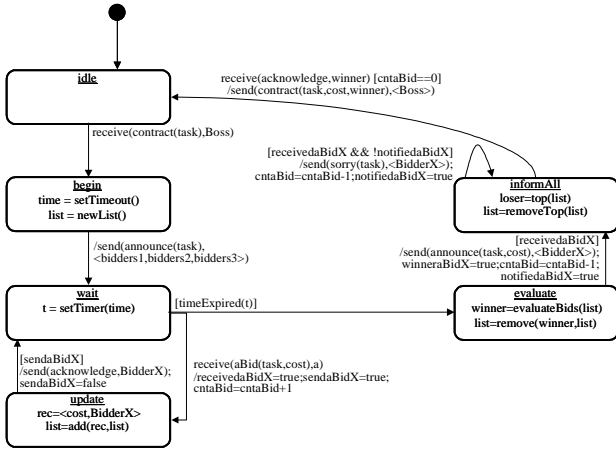 idle
receive(acknowledge,winner) [cntaBid==0]
/send(contract(task,cost,winner),<Boss>)
receive(contract(task),Boss)
[receivedaBidX && !notifiedaBidX]
/send(sorry(task),<BidderX>);
cntaBid=cntaBid-1;notifiedaBidX=true
begin
time = setTimeout()
list = newList()
informAll
loser=top(list)
list=removeTop(list)
/send(announce(task),
<bidders1,bidders2,bidders3>)
[receivedaBidX]
/send(announce(task,cost),<BidderX>);
winneraBidX=true;cntaBid=cntaBid-1;
notifiedaBidX=true
wait
t = setTimer(time)
[timeExpired(t)]
evaluate
winner=evaluateBids(list)
list=remove(winner,list)
[sendaBidX]
/send(acknowledge,BidderX);
sendaBidX=false
receive(aBid(task,cost),a)
/receivedaBidX=true;sendaBidX=true;
cntaBid=cntaBid+1
update
rec=<cost,BidderX>
list=add(rec,list)